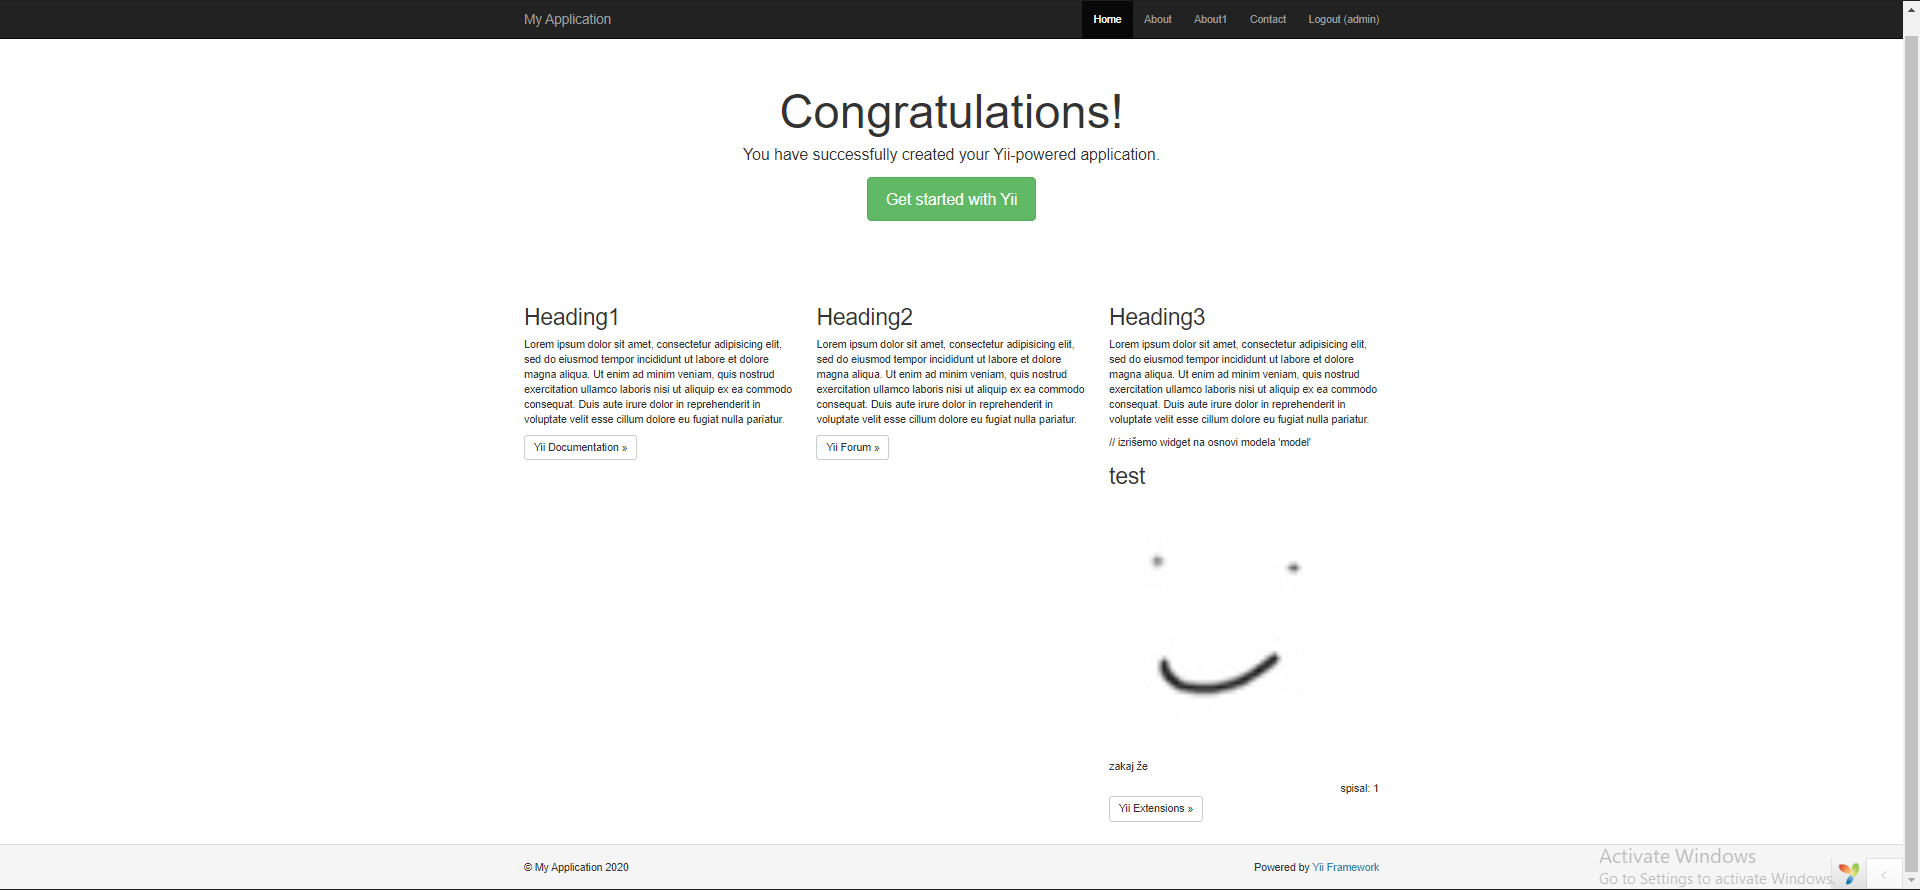 My Application
Home About About1 Contact Logout (admin)
Congratulations!
You have successfully created your Yii-powered application.
Get started with Yii
Heading1
Lorem ipsum dolor sit amet, consectetur adipisicing elit,
sed do eiusmod tempor incididunt ut labore et dolore
magna aliqua. Ut enim ad minim veniam, quis nostrud
exercitation ullamco laboris nisi ut aliquip ex ea commodo
consequat. Duis aute irure dolor in reprehenderit in
voluptate velit esse cillum dolore eu fugiat nulla pariatur.
Yii Documentation »
Heading2
Lorem ipsum dolor sit amet, consectetur adipisicing elit,
sed do eiusmod tempor incididunt ut labore et dolore
magna aliqua. Ut enim ad minim veniam, quis nostrud
exercitation ullamco laboris nisi ut aliquip ex ea commodo
consequat. Duis aute irure dolor in reprehenderit in
voluptate velit esse cillum dolore eu fugiat nulla pariatur.
Yii Forum »
Heading3
Lorem ipsum dolor sit amet, consectetur adipisicing elit,
sed do eiusmod tempor incididunt ut labore et dolore
magna aliqua. Ut enim ad minim veniam, quis nostrud
exercitation ullamco laboris nisi ut aliquip ex ea commodo
consequat. Duis aute irure dolor in reprehenderit in
voluptate velit esse cillum dolore eu fugiat nulla pariatur.
// izrišemo widget na osnovi modela 'model'
test
zakaj že
spisal: 1
Yii Extensions »
© My Application 2020
Powered by Yii Framework
Activate Windows
Go to Settings to activate Windows.